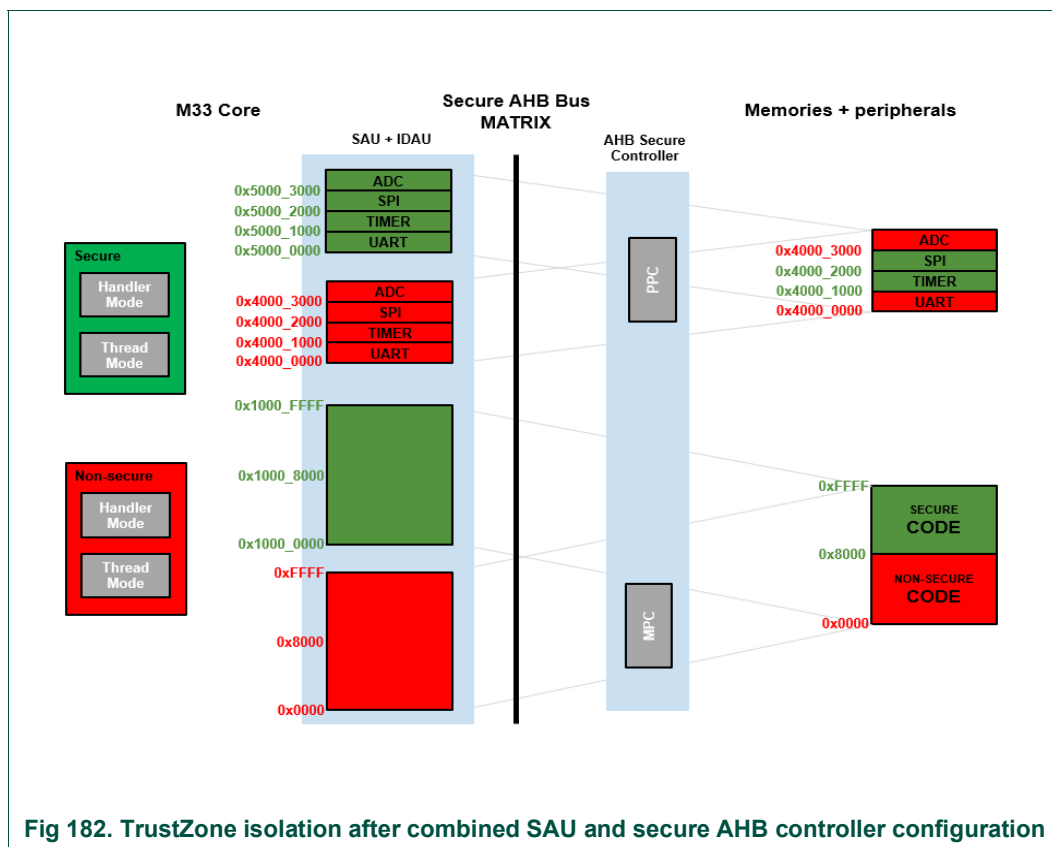 M33 Core
Secure AHB Bus
MATRIX
Memories + peripherals
SAU + IDAU
AHB Secure
Controller
ADC
0x5000_3000
SPI
0x5000_2000
TIMER
0x5000_1000
UART
0x5000_0000
Secure
Handler
Mode
Thread
Mode
ADC
0x4000_3000
SPI
0x4000_2000
TIMER
0x4000_1000
UART
0x4000_0000
PPC
ADC
0x4000_3000
SPI
0x4000_2000
TIMER
0x4000_1000
UART
0x4000_0000
0x1000_FFFF
0x1000_8000
0x1000_0000
Non-secure
Handler
Mode
Thread
Mode
0xFFFF
0x8000
0x0000
MPC
0xFFFF
SECURE
CODE
0x8000
NON-SECURE
CODE
0x0000
Fig 182. TrustZone isolation after combined SAU and secure AHB controller configuration